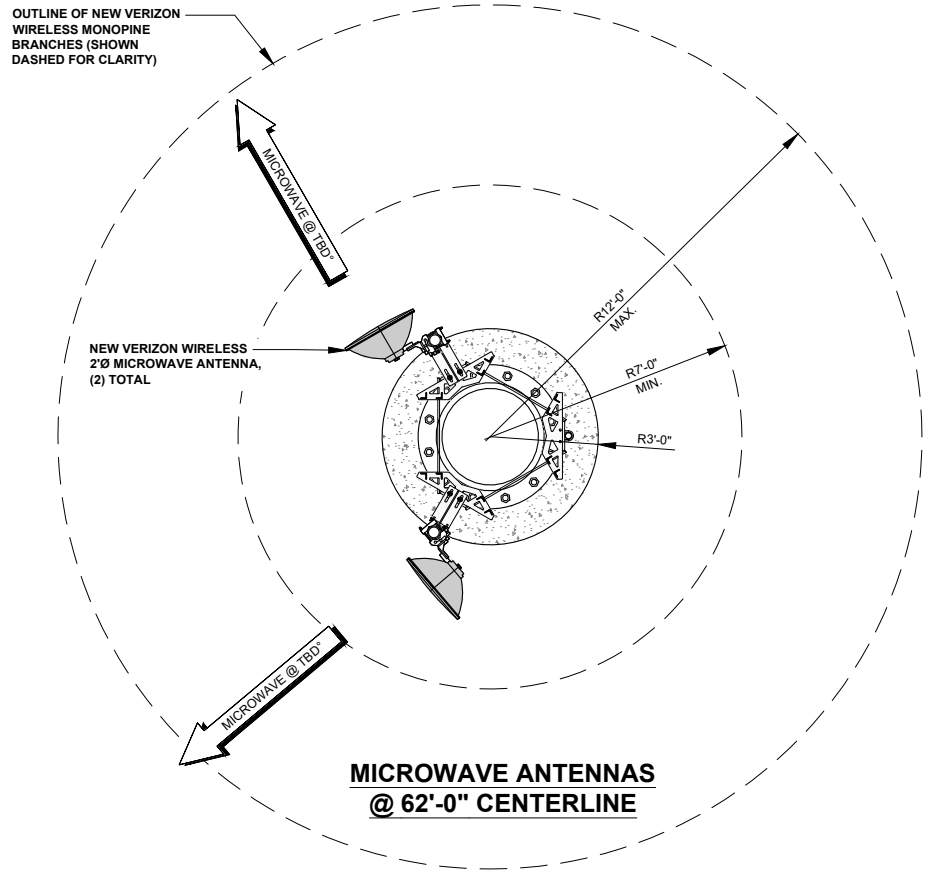 OUTLINE OF NEW VERIZON
WIRELESS MONOPINE
BRANCHES (SHOWN
DASHED FOR CLARITY)
MICROWAVE @ TBD°
R12'-0"
MAX.
NEW VERIZON WIRELESS
2'Ø MICROWAVE ANTENNA,
(2) TOTAL
R7'-0"
MIN.
R3'-0"
MICROWAVE @ TBD°
MICROWAVE ANTENNAS
@ 62'-0" CENTERLINE